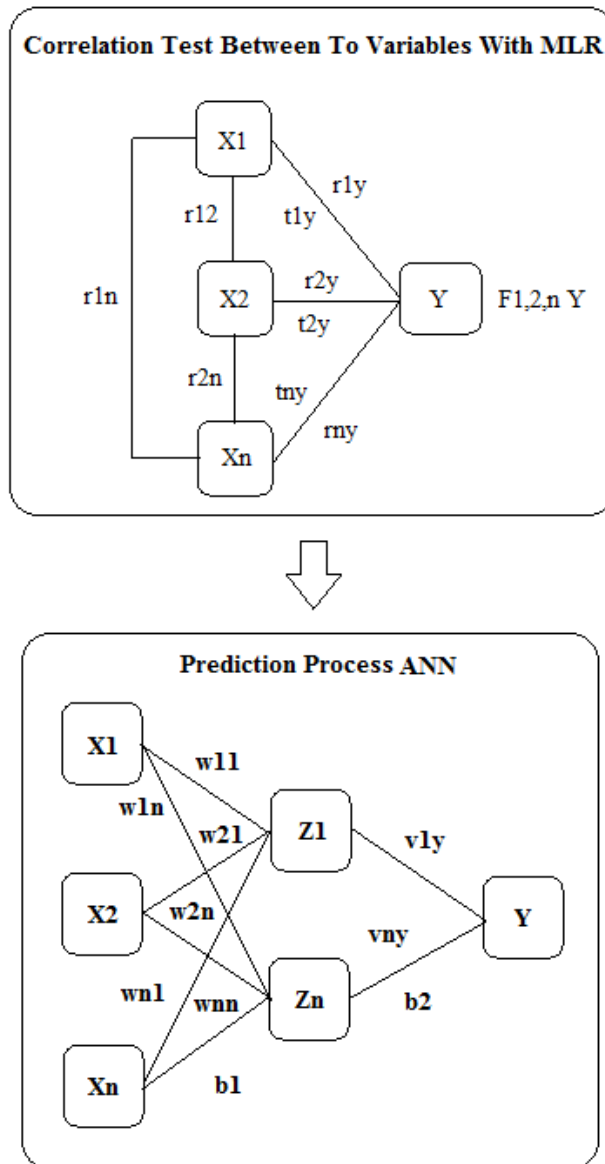 Correlation Test Between To Variables With MLR
X1
r1y
r12
t1y
r2y
r1n
X2
Y
F1,2,n Y
t2y
r2n
tny
rny
Xn
Prediction Process ANN
X1
w11
w1n
w21
Z1
v1y
X2
w2n
Y
vny
wn1
wnn
Zn
b2
Xn
b1